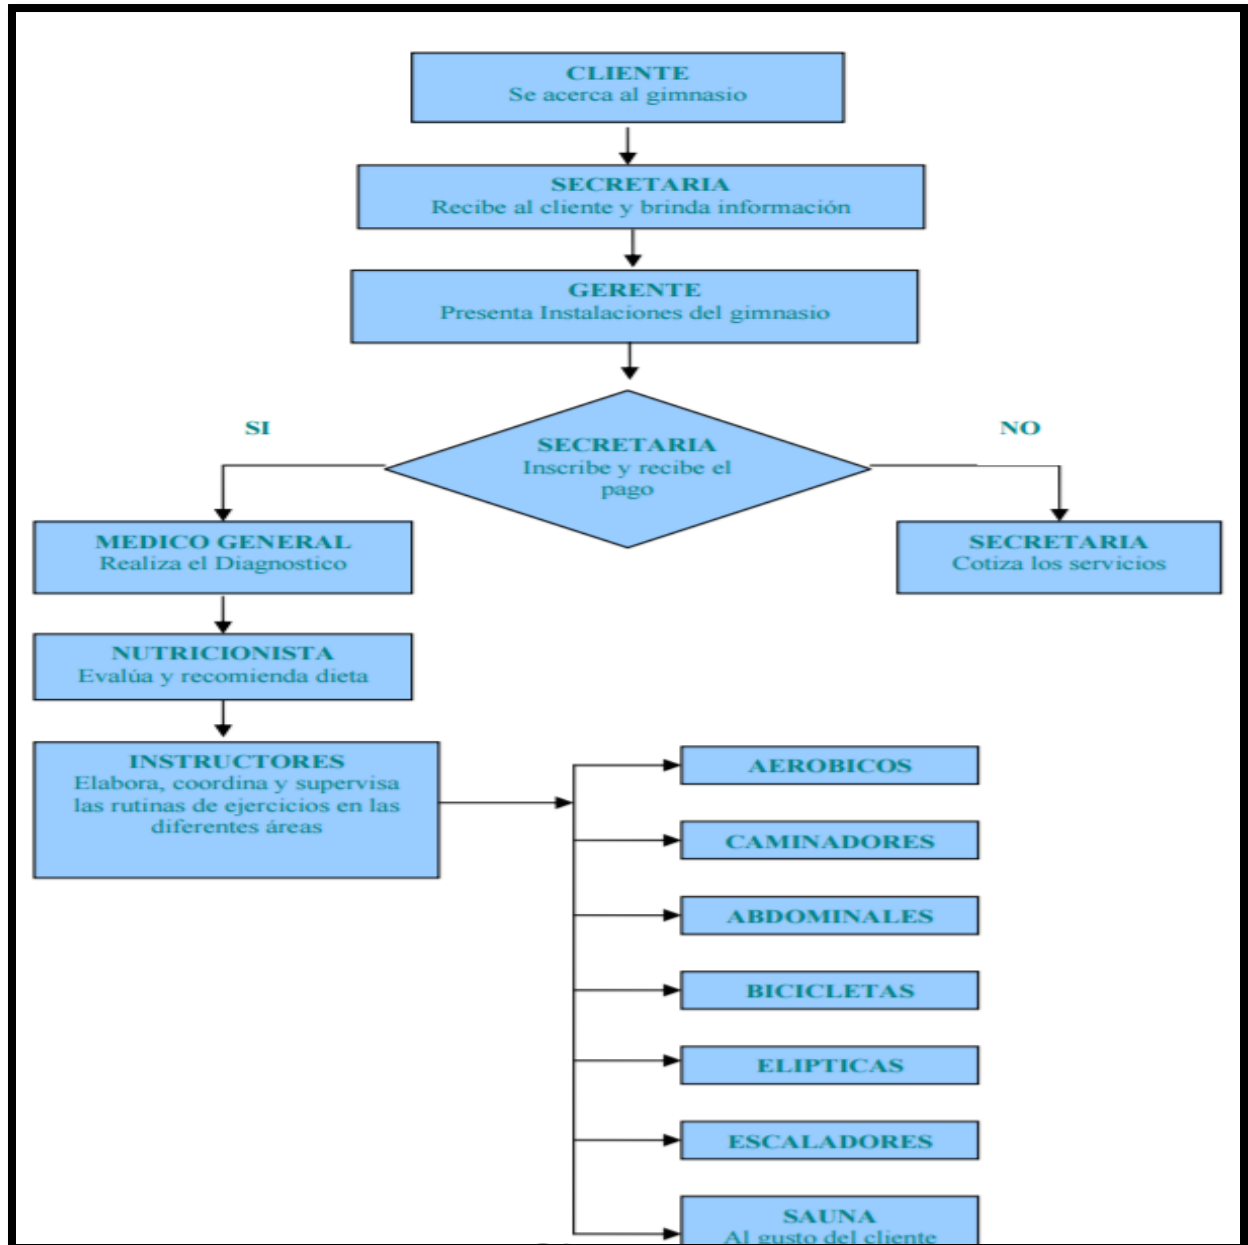 CLIENTE
Se acerca al gimnasio
SECRETARIA
Recibe al cliente y brinda información
GERENTE
Presenta Instalaciones del gimnasio
SI
NO
SECRETARIA
Inscribe y recibe el
pago
MEDICO GENERAL
Realiza el Diagnostico
SECRETARIA
Cotiza los servicios
NUTRICIONISTA
Evalúa y recomienda dieta
INSTRUCTORES
Elabora, coordina y supervisa
las rutinas de ejercicios en las
diferentes áreas
AEROBICOS
CAMINADORES
ABDOMINALES
BICICLETAS
ELIPTICAS
ESCALADORES
SAUNA
Al gusto del cliente